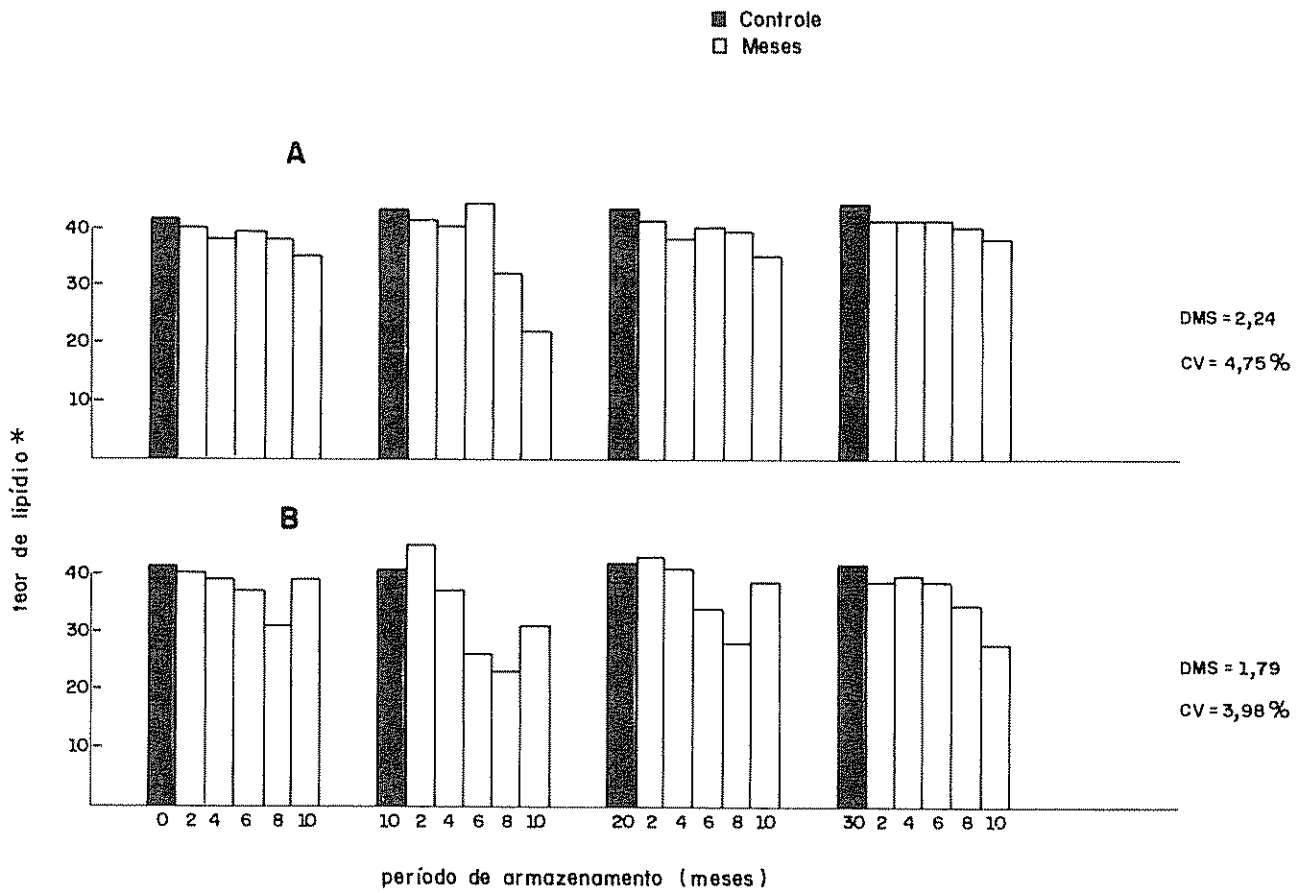 Controle
Meses
A
40
30
20
10
DMS = 2,24
CV = 4,75%
teor de lipídio *
B
40
30
20
10
DMS = 1,79
CV = 3,98%
0 2 4 6 8 10 10 2 4 6 8 10 20 2 4 6 8 10 30 2 4 6 8 10
período de armazenamento (meses)